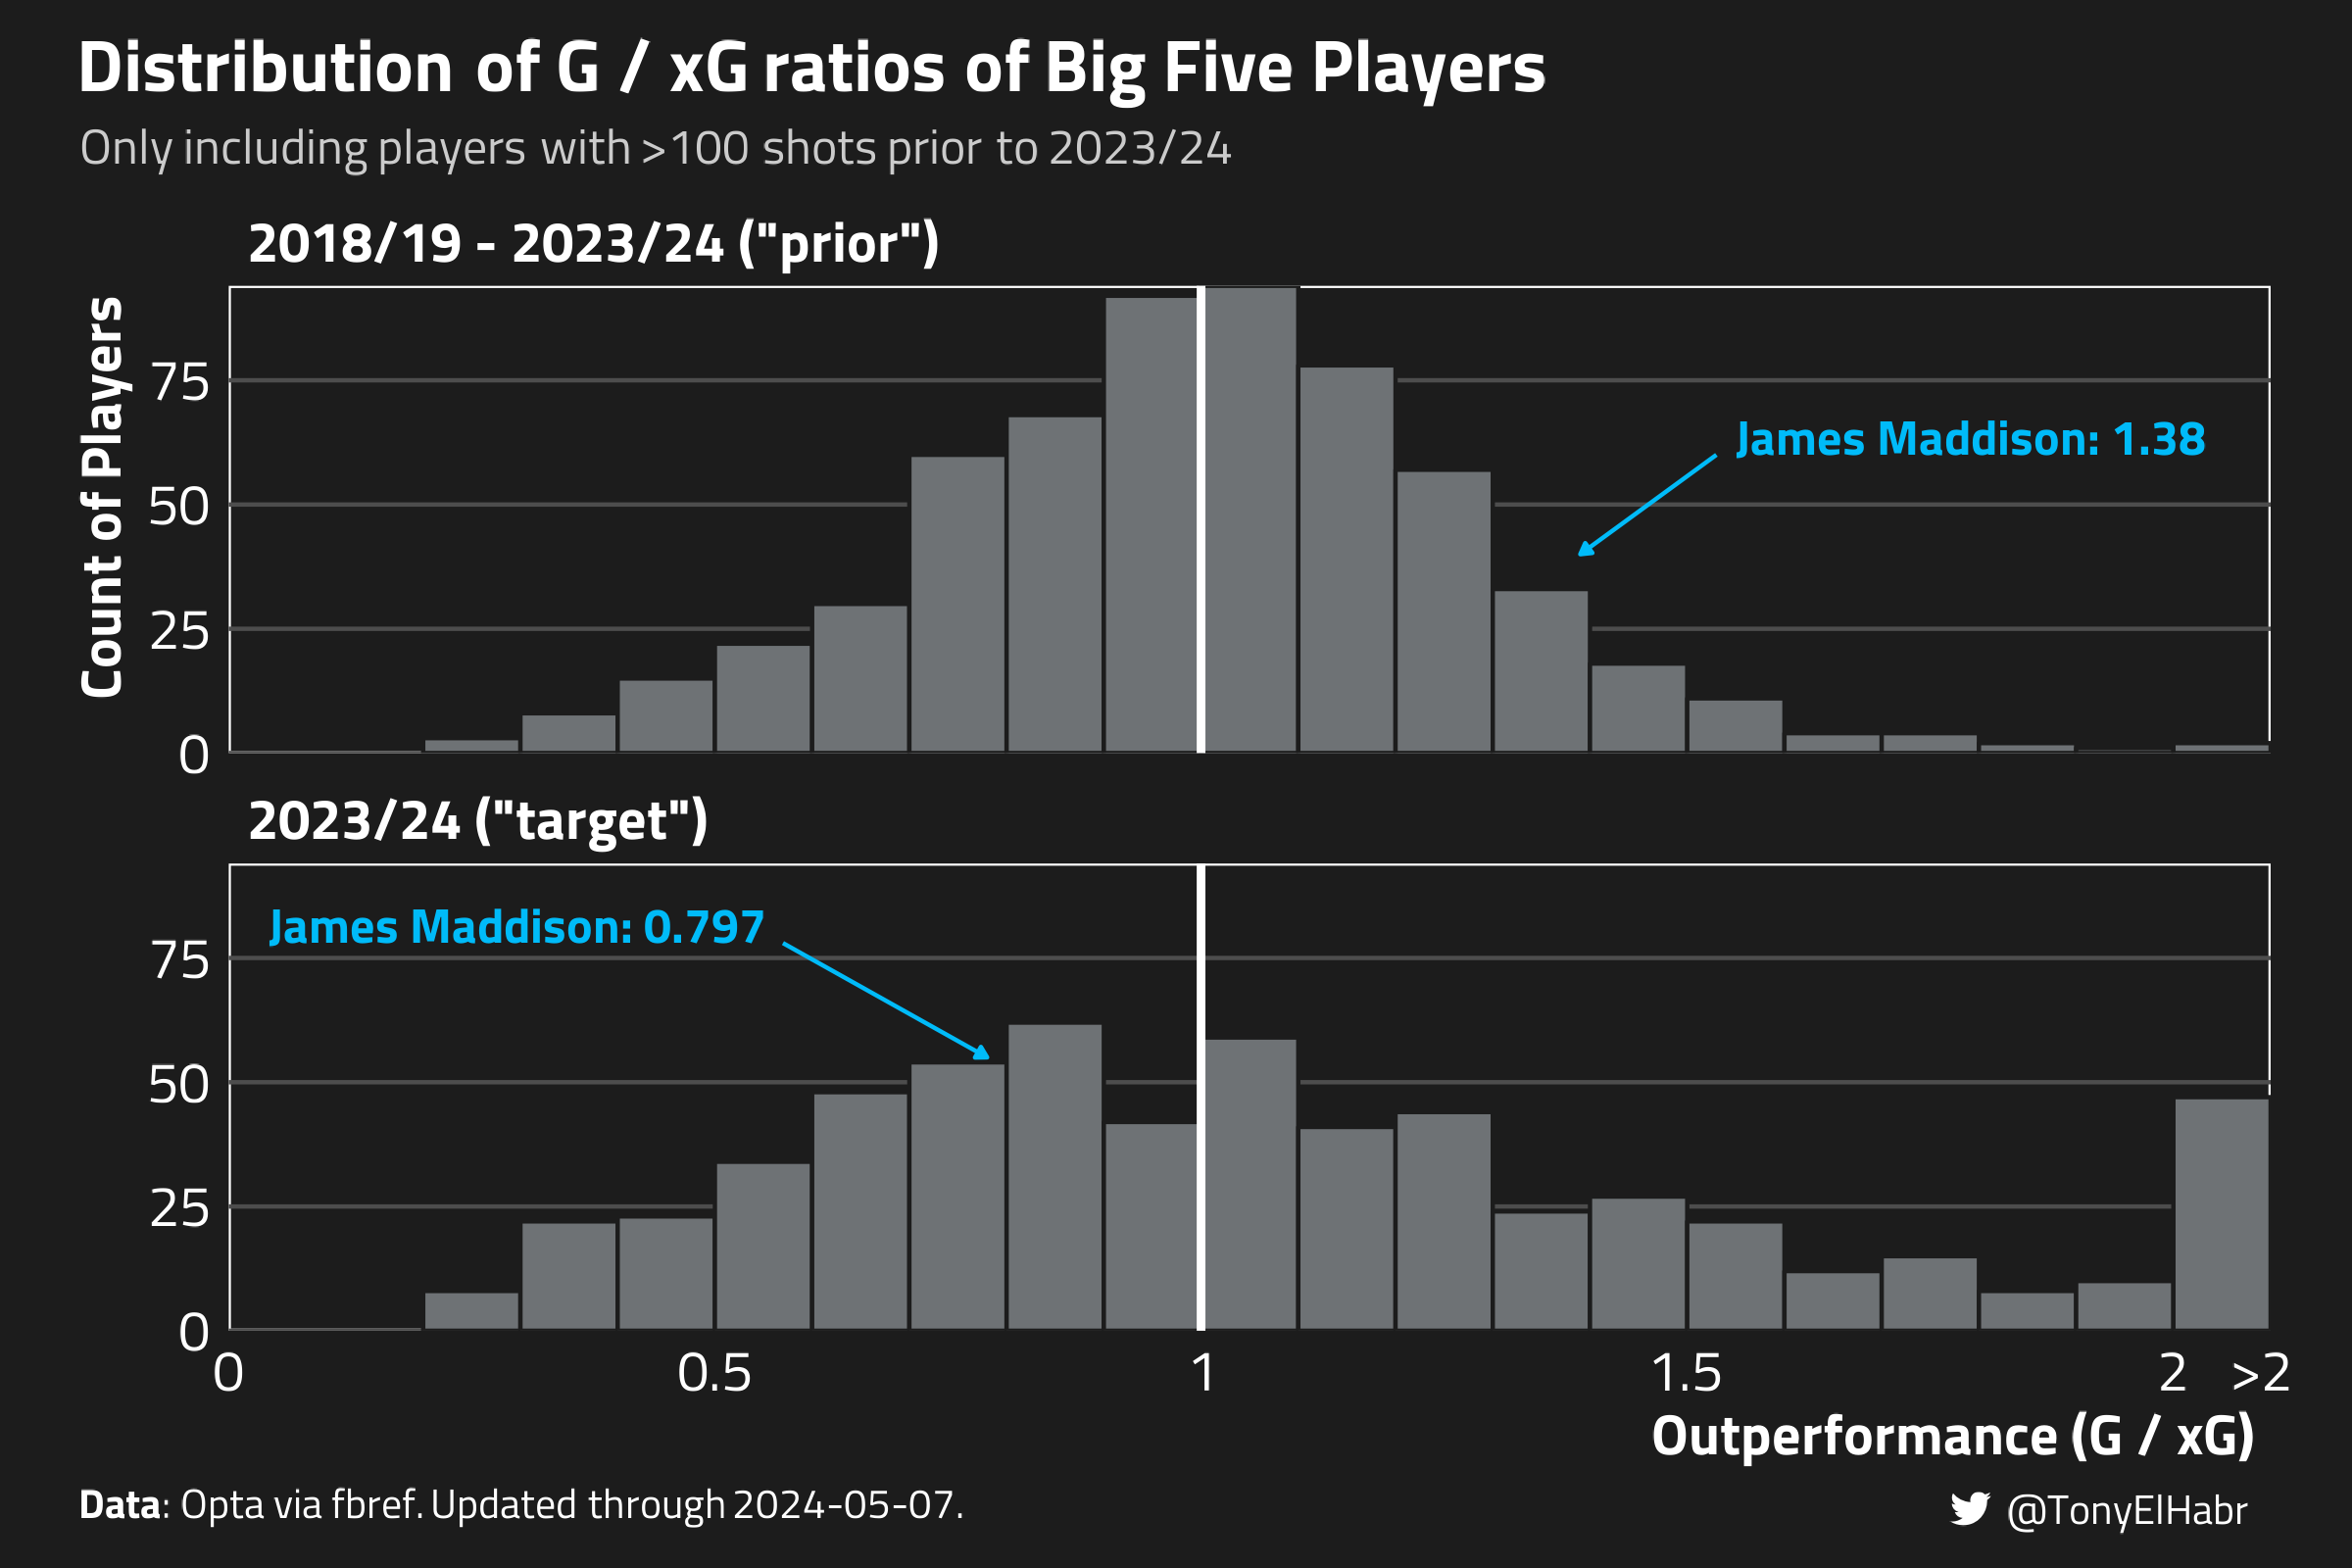 Distribution of G / xG ratios of Big Five Players
Only including players with >100 shots prior to 2023/24
2018/19 - 2023/24 ("prior")
Count of Players
75
50
25
0
James Maddison: 1.38
2023/24 ("target")
James Maddison: 0.797
75
50
25
0
0 0.5 1 1.5 2 >2
Outperformance (G / xG)
Data: Opta via fbref. Updated through 2024-05-07.
@TonyElHabr